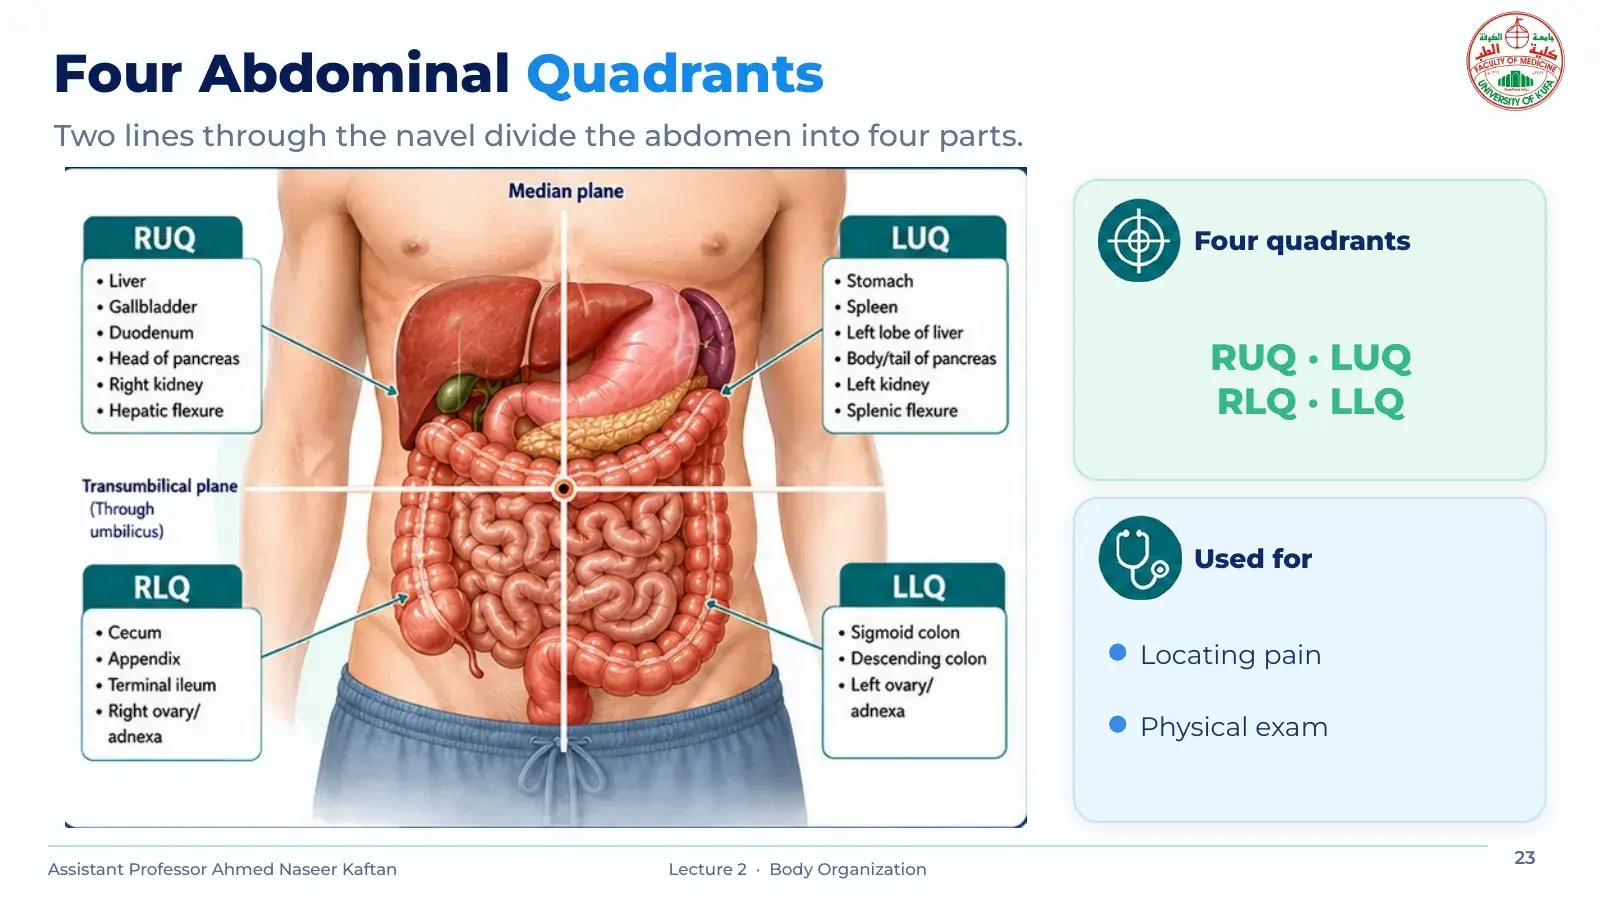 Four Abdominal Quadrants
Two lines through the navel divide the abdomen into four parts.
جامعة الكوفة
كلية الطب
FACULTY OF MEDICINE
UNIVERSITY OF KUFA
Median plane
RUQ
• Liver
• Gallbladder
• Duodenum
• Head of pancreas
• Right kidney
• Hepatic flexure
LUQ
• Stomach
• Spleen
• Left lobe of liver
• Body/tail of pancreas
• Left kidney
• Splenic flexure
Transumbilical plane
(Through
umbilicus)
RLQ
• Cecum
• Appendix
• Terminal ileum
• Right ovary/
adnexa
LLQ
• Sigmoid colon
• Descending colon
• Left ovary/
adnexa
Four quadrants
RUQ · LUQ
RLQ · LLQ
Used for
● Locating pain
● Physical exam
Assistant Professor Ahmed Naseer Kaftan
Lecture 2 · Body Organization
23